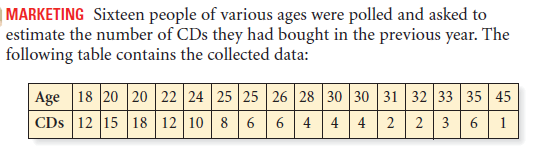 MARKETING Sixteen people of various ages were polled and asked to
estimate the number of CDs they had bought in the previous year. The
following table contains the collected data:
Age 18 20 20 22 24 25 25 26 28 30 30 31 32 33 35 45
CDs 12 15 18 12 10 8 6 6 4 4 4 2 2 3 6 1